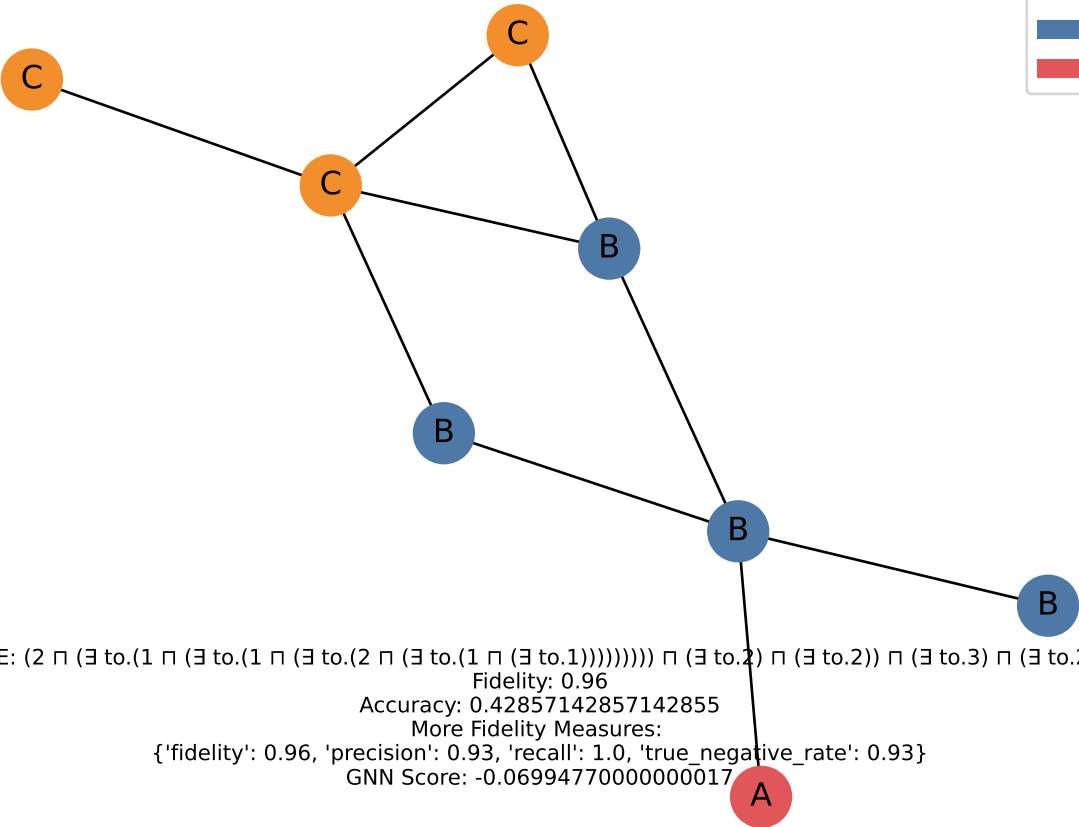 C
C
C
B
B
B
B
E: (2 ⊓ (∃ to.(1 ⊓ (∃ to.(1 ⊓ (∃ to.(2 ⊓ (∃ to.(1 ⊓ (∃ to.1))))))))) ⊓ (∃ to.2) ⊓ (∃ to.2)) ⊓ (∃ to.3) ⊓ (∃ to.2
Fidelity: 0.96
Accuracy: 0.42857142857142855
More Fidelity Measures:
{'fidelity': 0.96, 'precision': 0.93, 'recall': 1.0, 'true_negative_rate': 0.93}
GNN Score: -0.06994770000000017
A